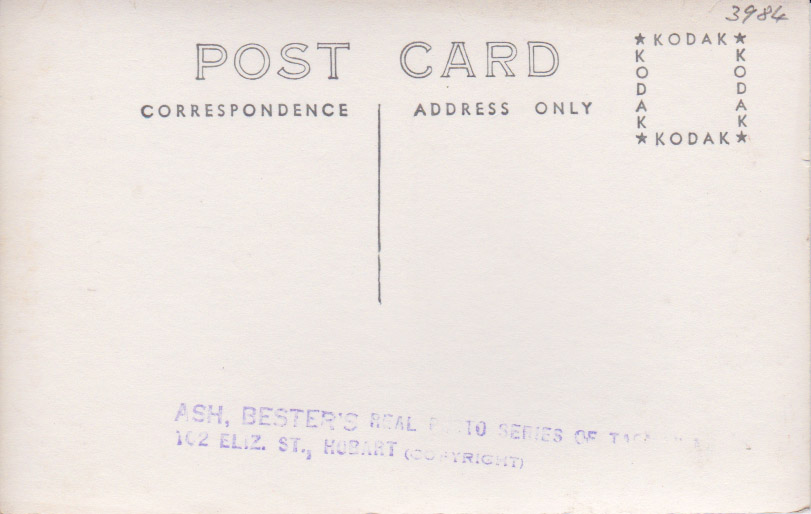 3984
POST CARD
★ KODAK ★
KODAK
KODAK
★ KODAK ★
CORRESPONDENCE
ADDRESS ONLY
ASH, BESTER'S REAL SERIES OF
102 ELIZ. ST., HOBART (COPYRIGHT)